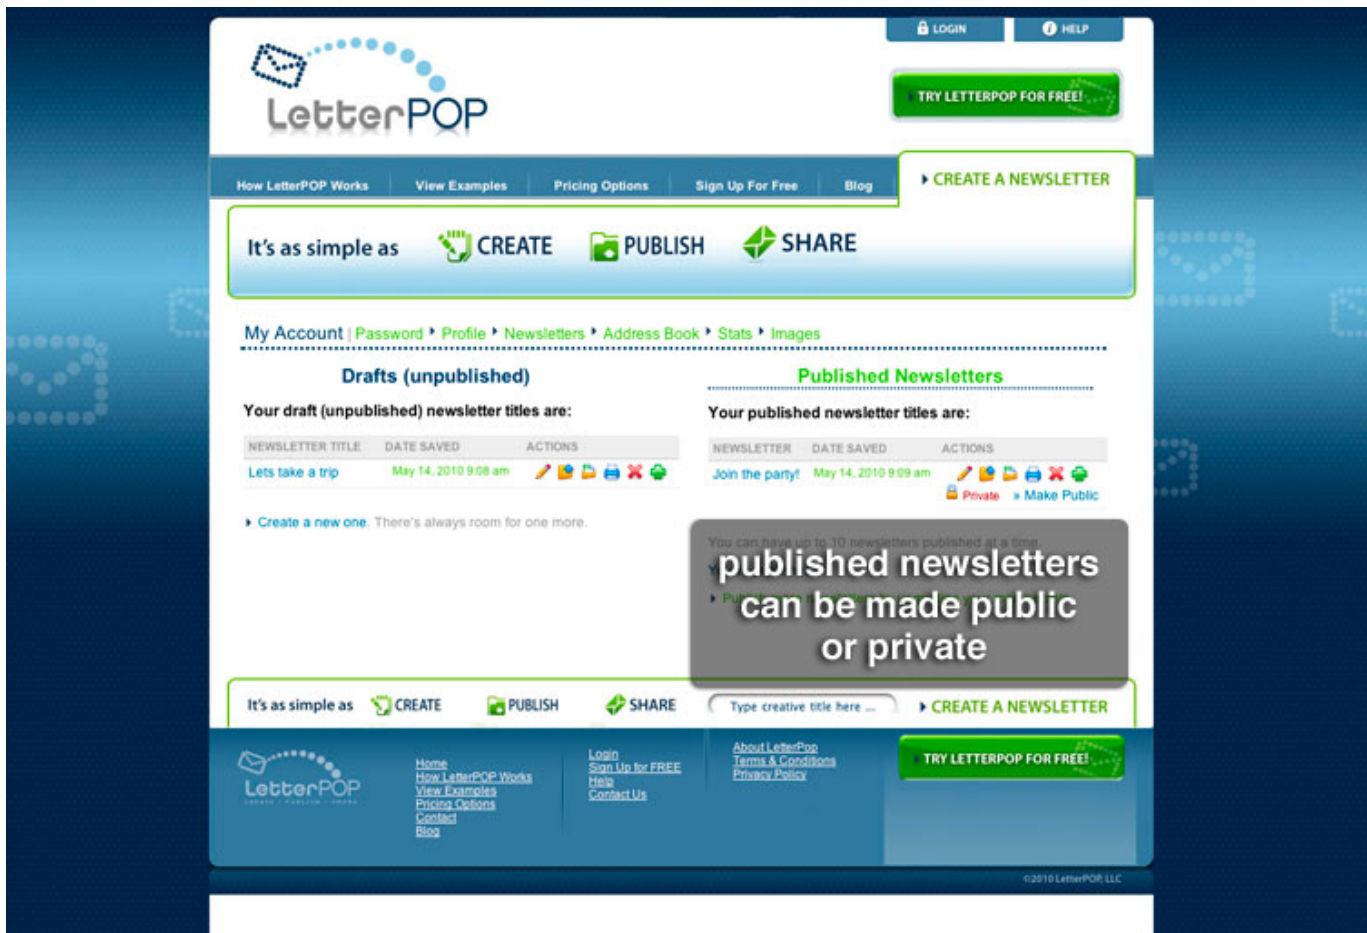 LOGIN
HELP
LetterPOP
TRY LETTERPOP FOR FREE!
How LetterPOP Works
View Examples
Pricing Options
Sign Up For Free
Blog
CREATE A NEWSLETTER
It's as simple as CREATE PUBLISH SHARE
My Account | Password Profile Newsletters Address Book Stats Images
Drafts (unpublished)
Your draft (unpublished) newsletter titles are:
NEWSLETTER TITLE DATE SAVED ACTIONS
Lets take a trip May 14, 2010 9:08 am
Create a new one. There's always room for one more.
Published Newsletters
Your published newsletter titles are:
NEWSLETTER DATE SAVED ACTIONS
Join the party! May 14, 2010 9:09 am
Private » Make Public
You can have up to 10 newsletters published at a time.
published newsletters
can be made public
or private
It's as simple as CREATE PUBLISH SHARE
Type creative title here ...
CREATE A NEWSLETTER
LetterPOP
CREATE · PUBLISH · SHARE
Home
How LetterPOP Works
View Examples
Pricing Options
Contact
Blog
Login
Sign Up for FREE
Help
Contact Us
About LetterPop
Terms & Conditions
Privacy Policy
TRY LETTERPOP FOR FREE!
©2010 LetterPOP, LLC